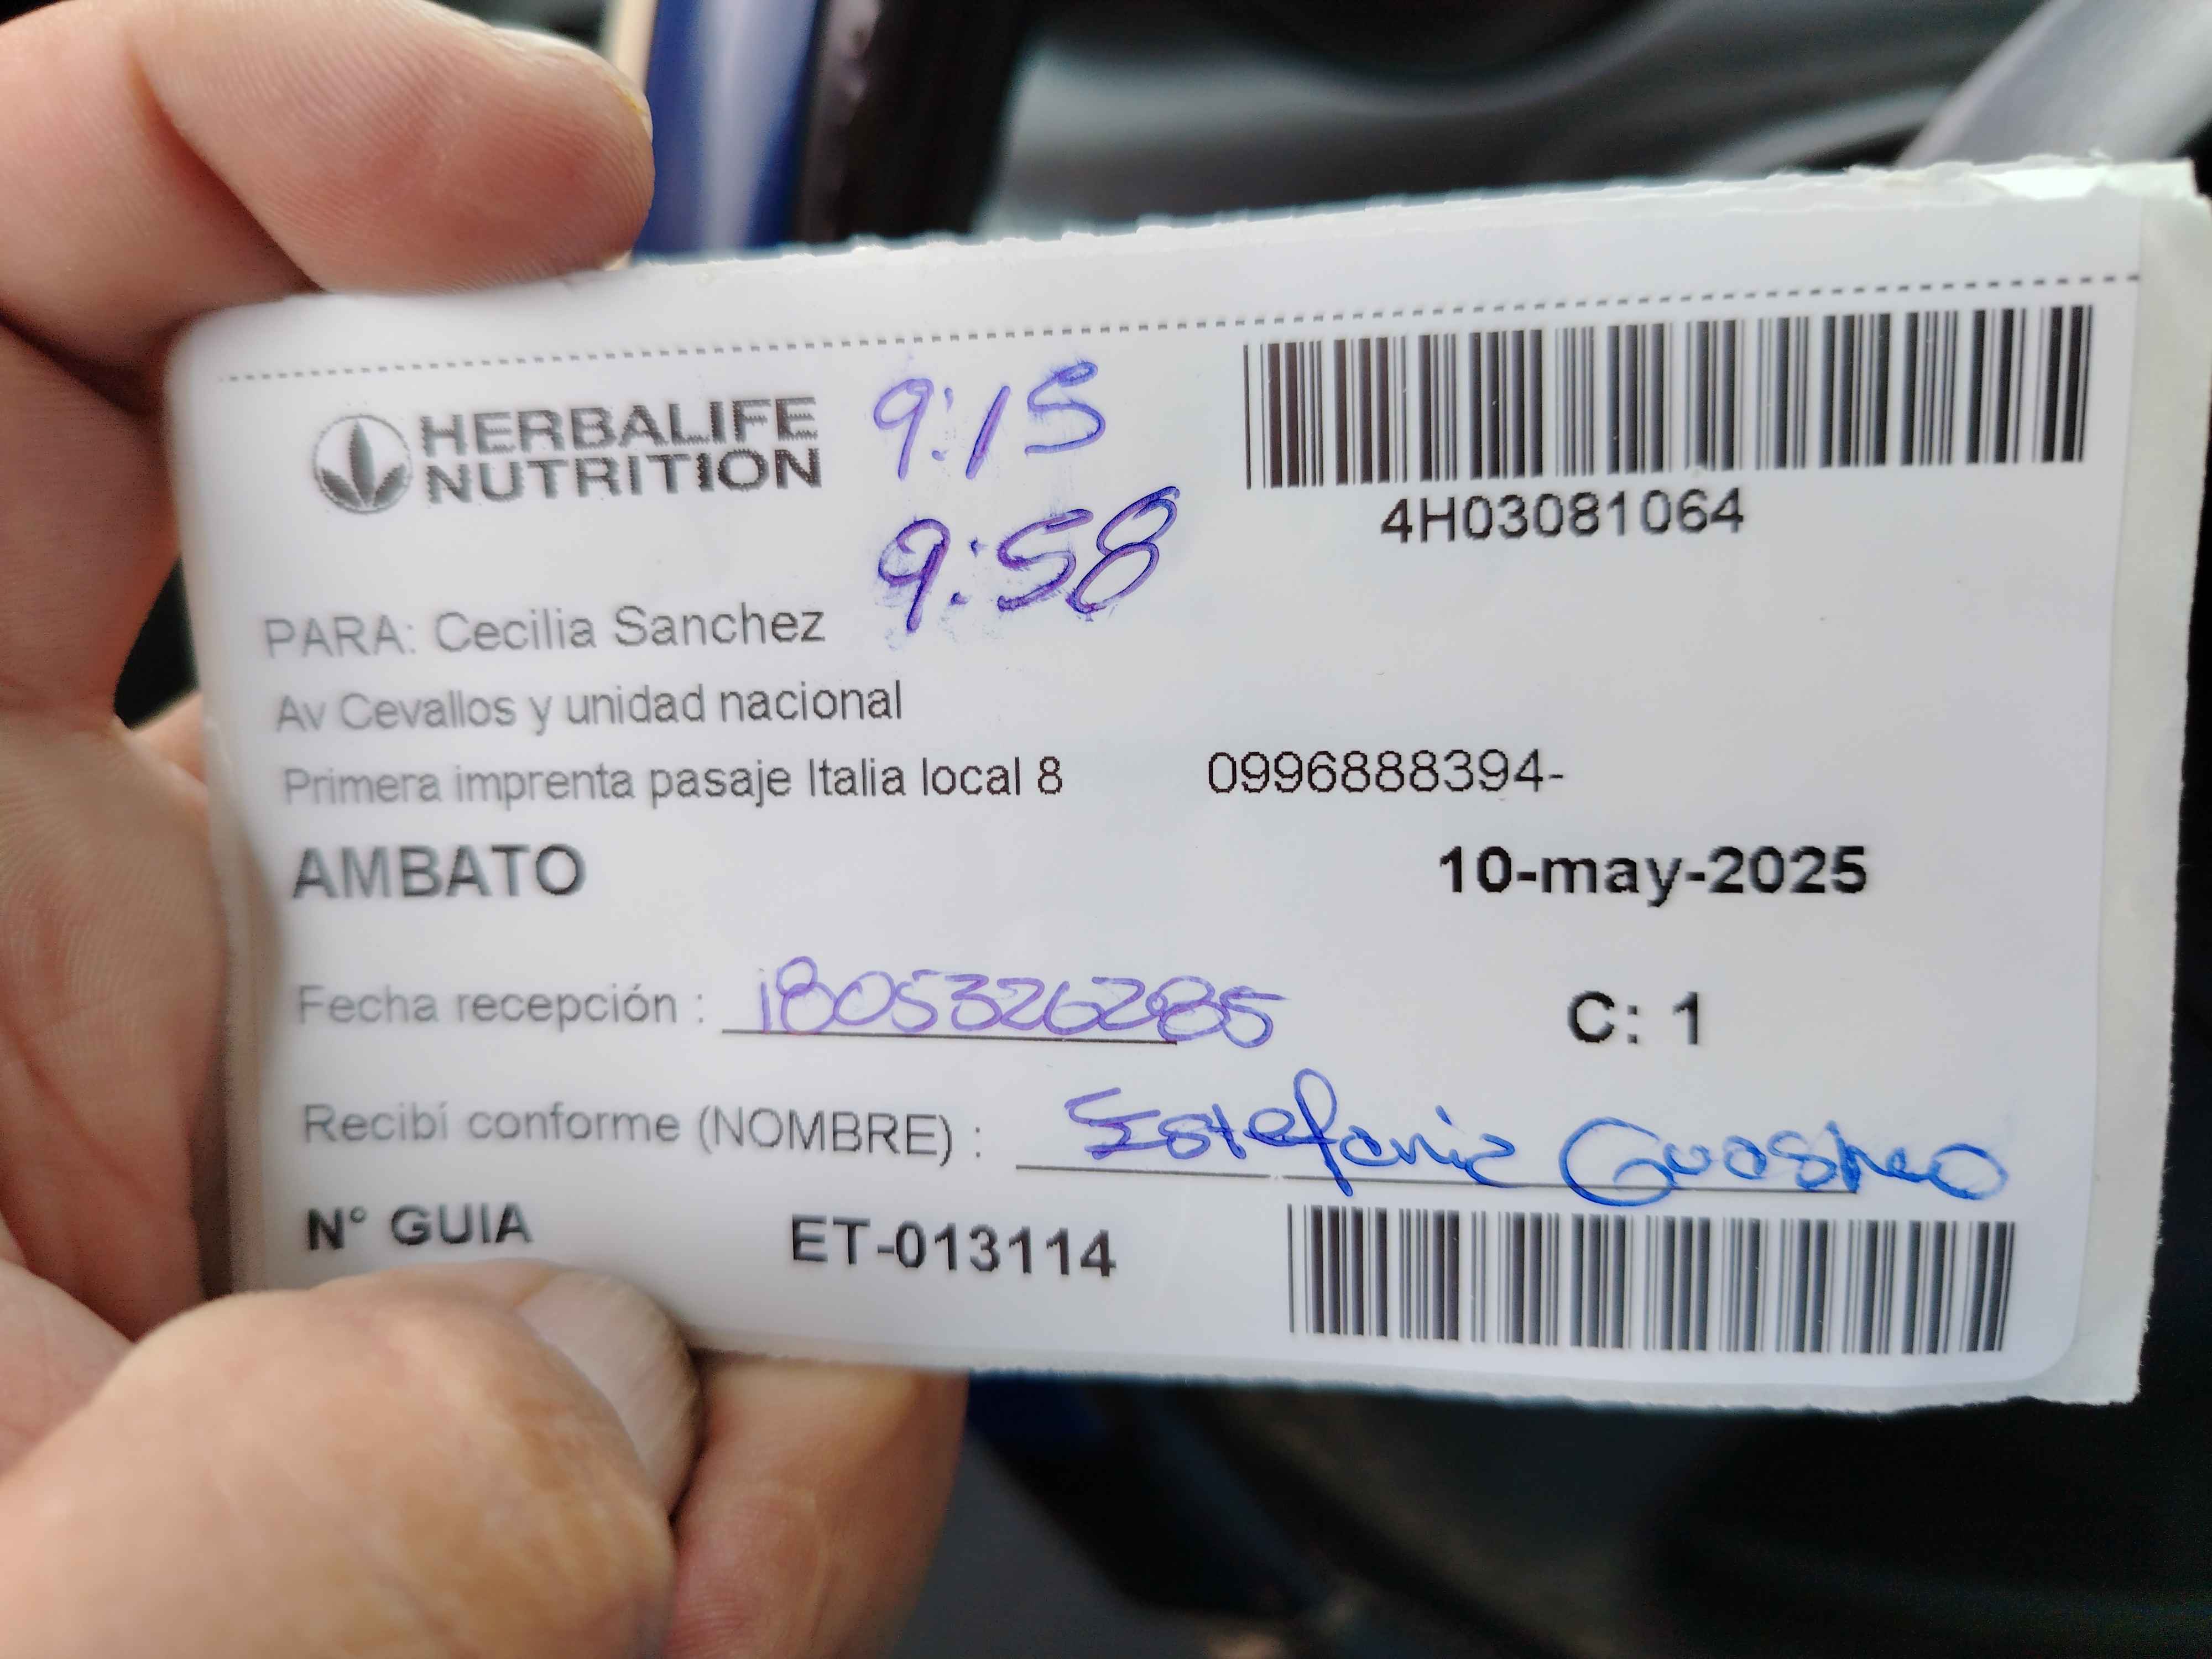 HERBALIFE
NUTRITION
9:15
9:58
4H03081064
PARA: Cecilia Sanchez
Av Cevallos y unidad nacional
Primera imprenta pasaje Italia local 8 0996888394-
AMBATO 10-may-2025
Fecha recepción : 1805326285 C: 1
Recibí conforme (NOMBRE) : Estefania
N° GUIA ET-013114